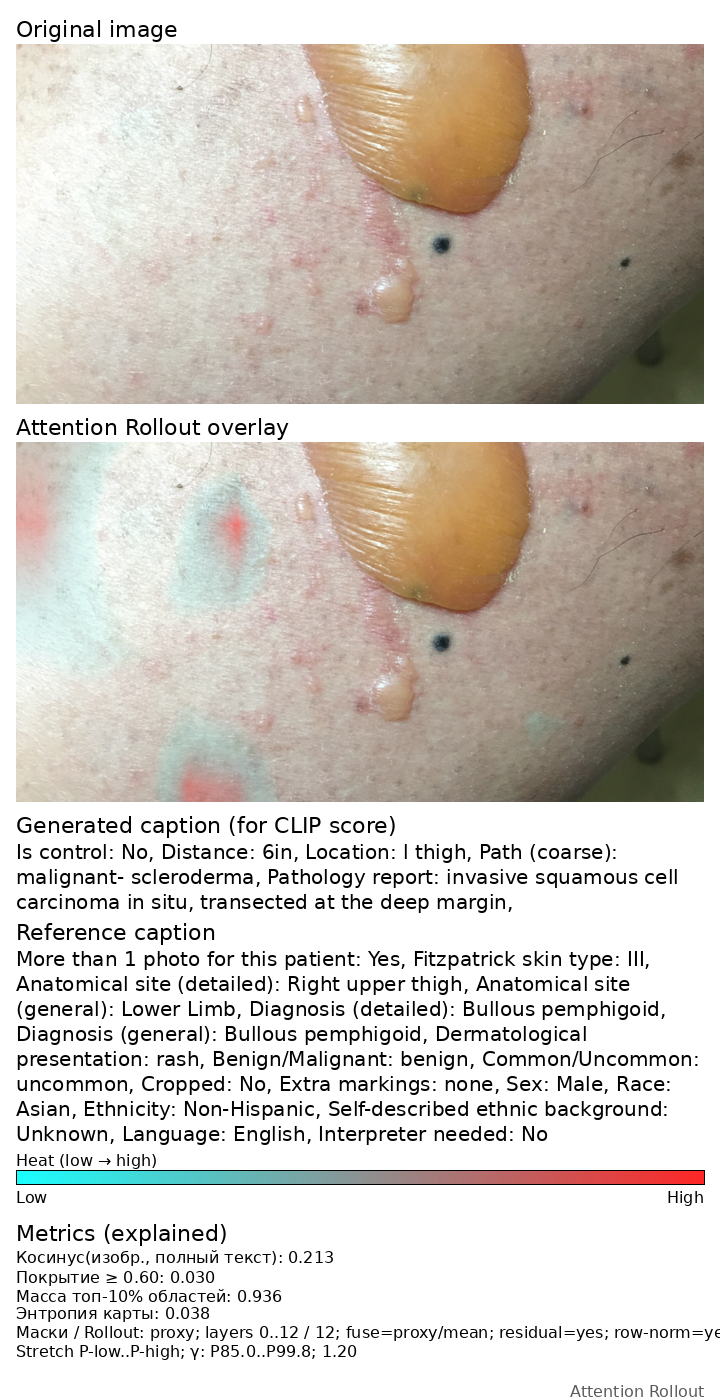 Original image
Attention Rollout overlay
Generated caption (for CLIP score)
Is control: No, Distance: 6in, Location: l thigh, Path (coarse):
malignant- scleroderma, Pathology report: invasive squamous cell
carcinoma in situ, transected at the deep margin,
Reference caption
More than 1 photo for this patient: Yes, Fitzpatrick skin type: III,
Anatomical site (detailed): Right upper thigh, Anatomical site
(general): Lower Limb, Diagnosis (detailed): Bullous pemphigoid,
Diagnosis (general): Bullous pemphigoid, Dermatological
presentation: rash, Benign/Malignant: benign, Common/Uncommon:
uncommon, Cropped: No, Extra markings: none, Sex: Male, Race:
Asian, Ethnicity: Non-Hispanic, Self-described ethnic background:
Unknown, Language: English, Interpreter needed: No
Heat (low → high)
Low High
Metrics (explained)
Косинус(изобр., полный текст): 0.213
Покрытие ≥ 0.60: 0.030
Масса топ-10% областей: 0.936
Энтропия карты: 0.038
Маски / Rollout: proxy; layers 0..12 / 12; fuse=proxy/mean; residual=yes; row-norm=ye
Stretch P-low..P-high; γ: P85.0..P99.8; 1.20
Attention Rollout